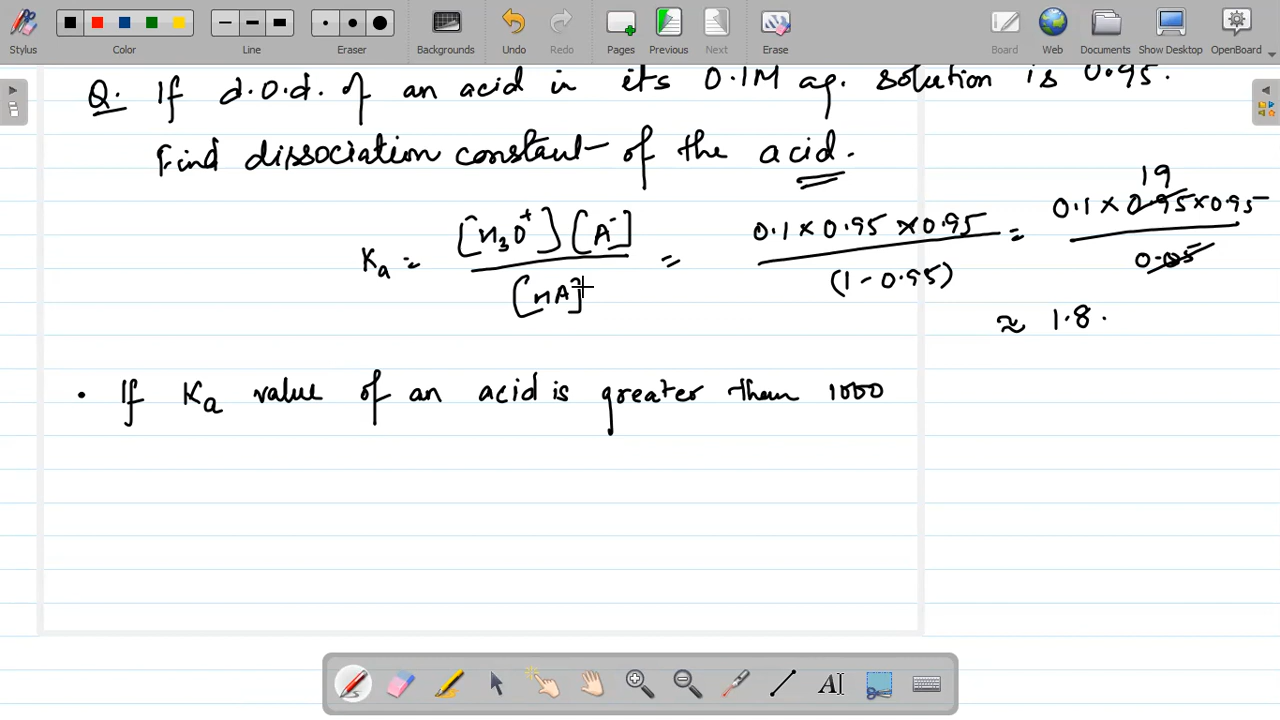 Stylus Color Line Eraser Backgrounds Undo Redo Pages Previous Next Erase Board Web Documents Show Desktop OpenBoard
Q. If d.o.d. of an acid in its 0.1M aq. solution is 0.95.
Find dissociation constant of the acid.
Ka = [H3O+][A-] / [HA] = 0.1 × 0.95 × 0.95 / (1 - 0.95) = 0.1 × 0.95 × 0.95 / 0.05
19
≈ 1.8.
• If Ka value of an acid is greater than 1000
AI